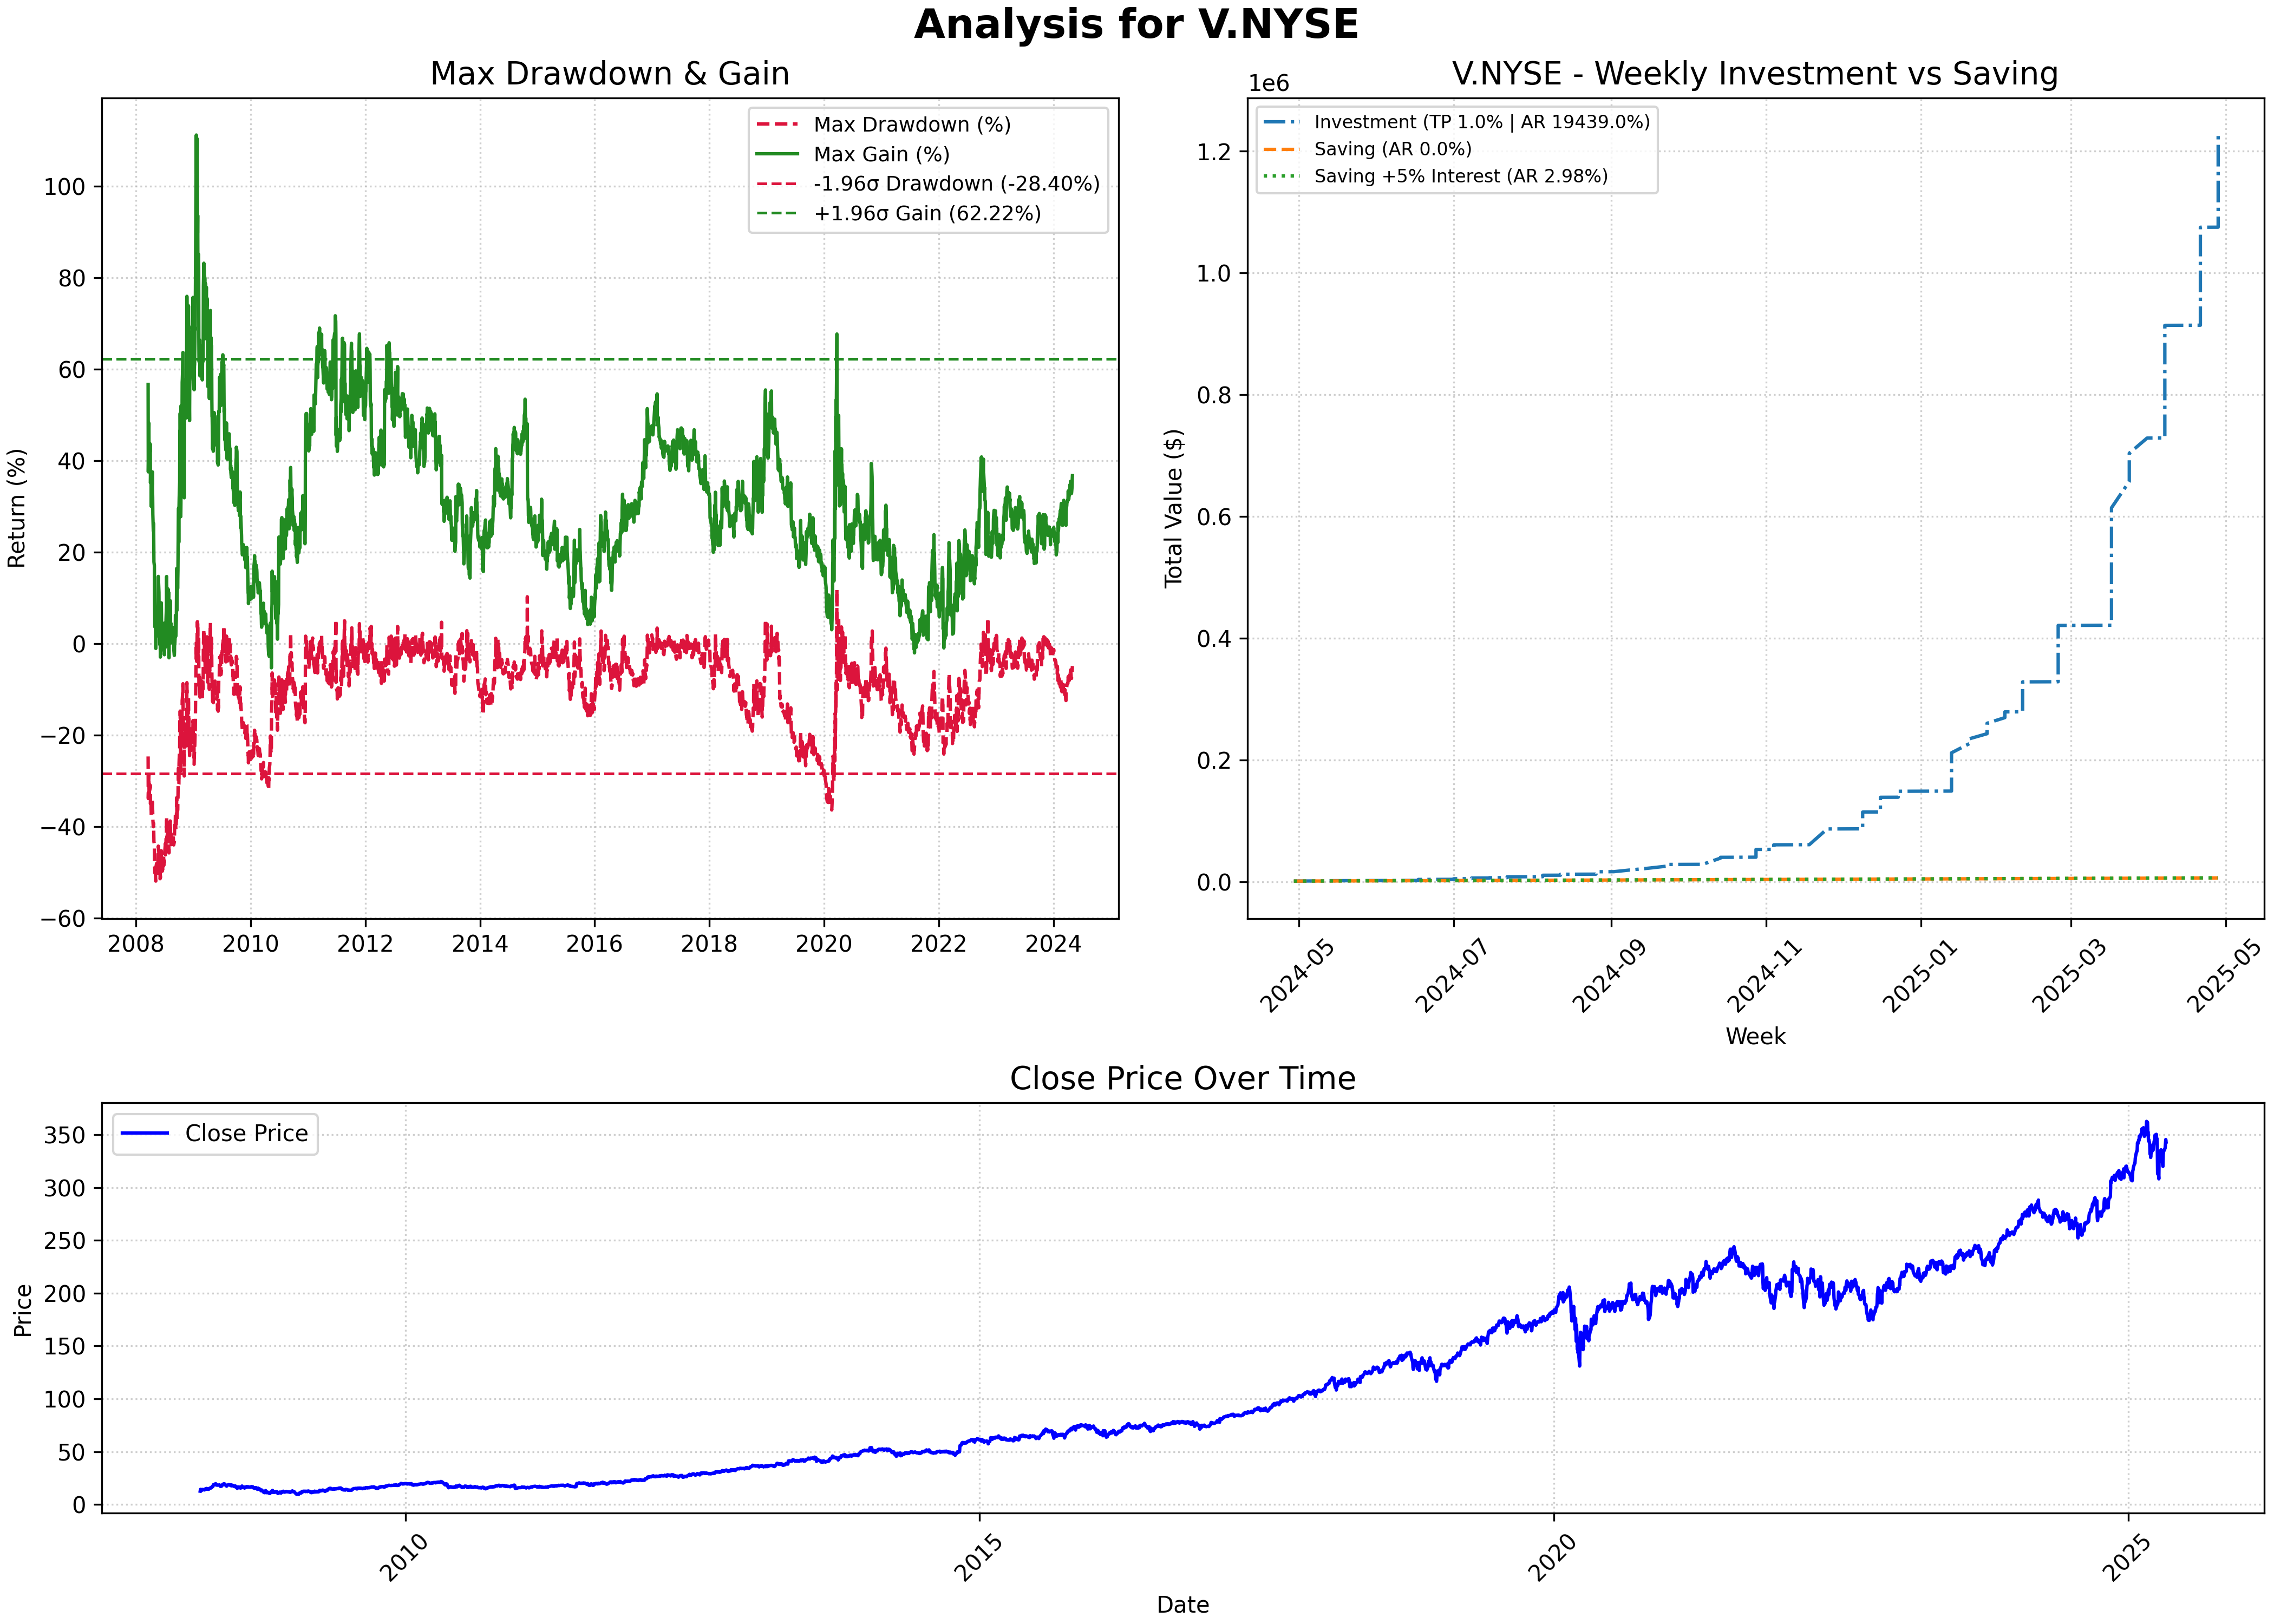 Analysis for V.NYSE
Max Drawdown & Gain
Return (%)
100
80
60
40
20
0
−20
−40
−60
2008 2010 2012 2014 2016 2018 2020 2022 2024
Max Drawdown (%)
Max Gain (%)
-1.96σ Drawdown (-28.40%)
+1.96σ Gain (62.22%)
V.NYSE - Weekly Investment vs Saving
1e6
Total Value ($)
1.2
1.0
0.8
0.6
0.4
0.2
0.0
Investment (TP 1.0% | AR 19439.0%)
Saving (AR 0.0%)
Saving +5% Interest (AR 2.98%)
2024-05 2024-07 2024-09 2024-11 2025-01 2025-03 2025-05
Week
Close Price Over Time
Close Price
Price
350
300
250
200
150
100
50
0
2010 2015 2020 2025
Date